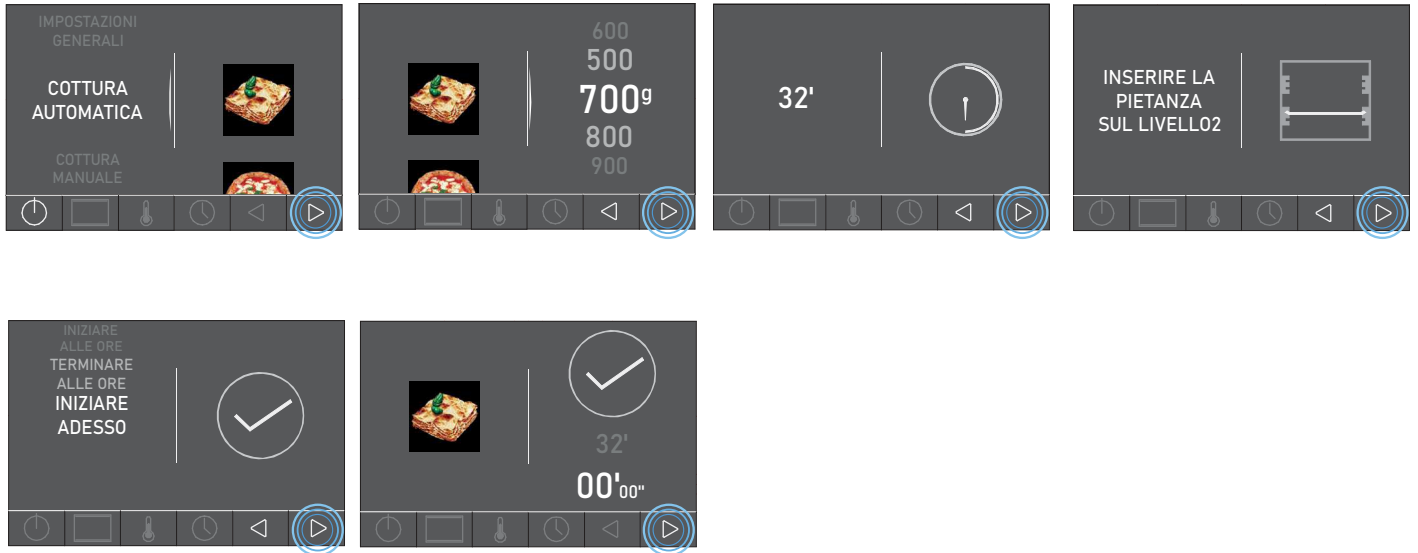 IMPOSTAZIONI
GENERALI
COTTURA
AUTOMATICA
COTTURA
MANUALE
600
500
700g
800
900
32'
INSERIRE LA
PIETANZA
SUL LIVELLO2
INIZIARE
ALLE ORE
TERMINARE
ALLE ORE
INIZIARE
ADESSO
32'
00'00"